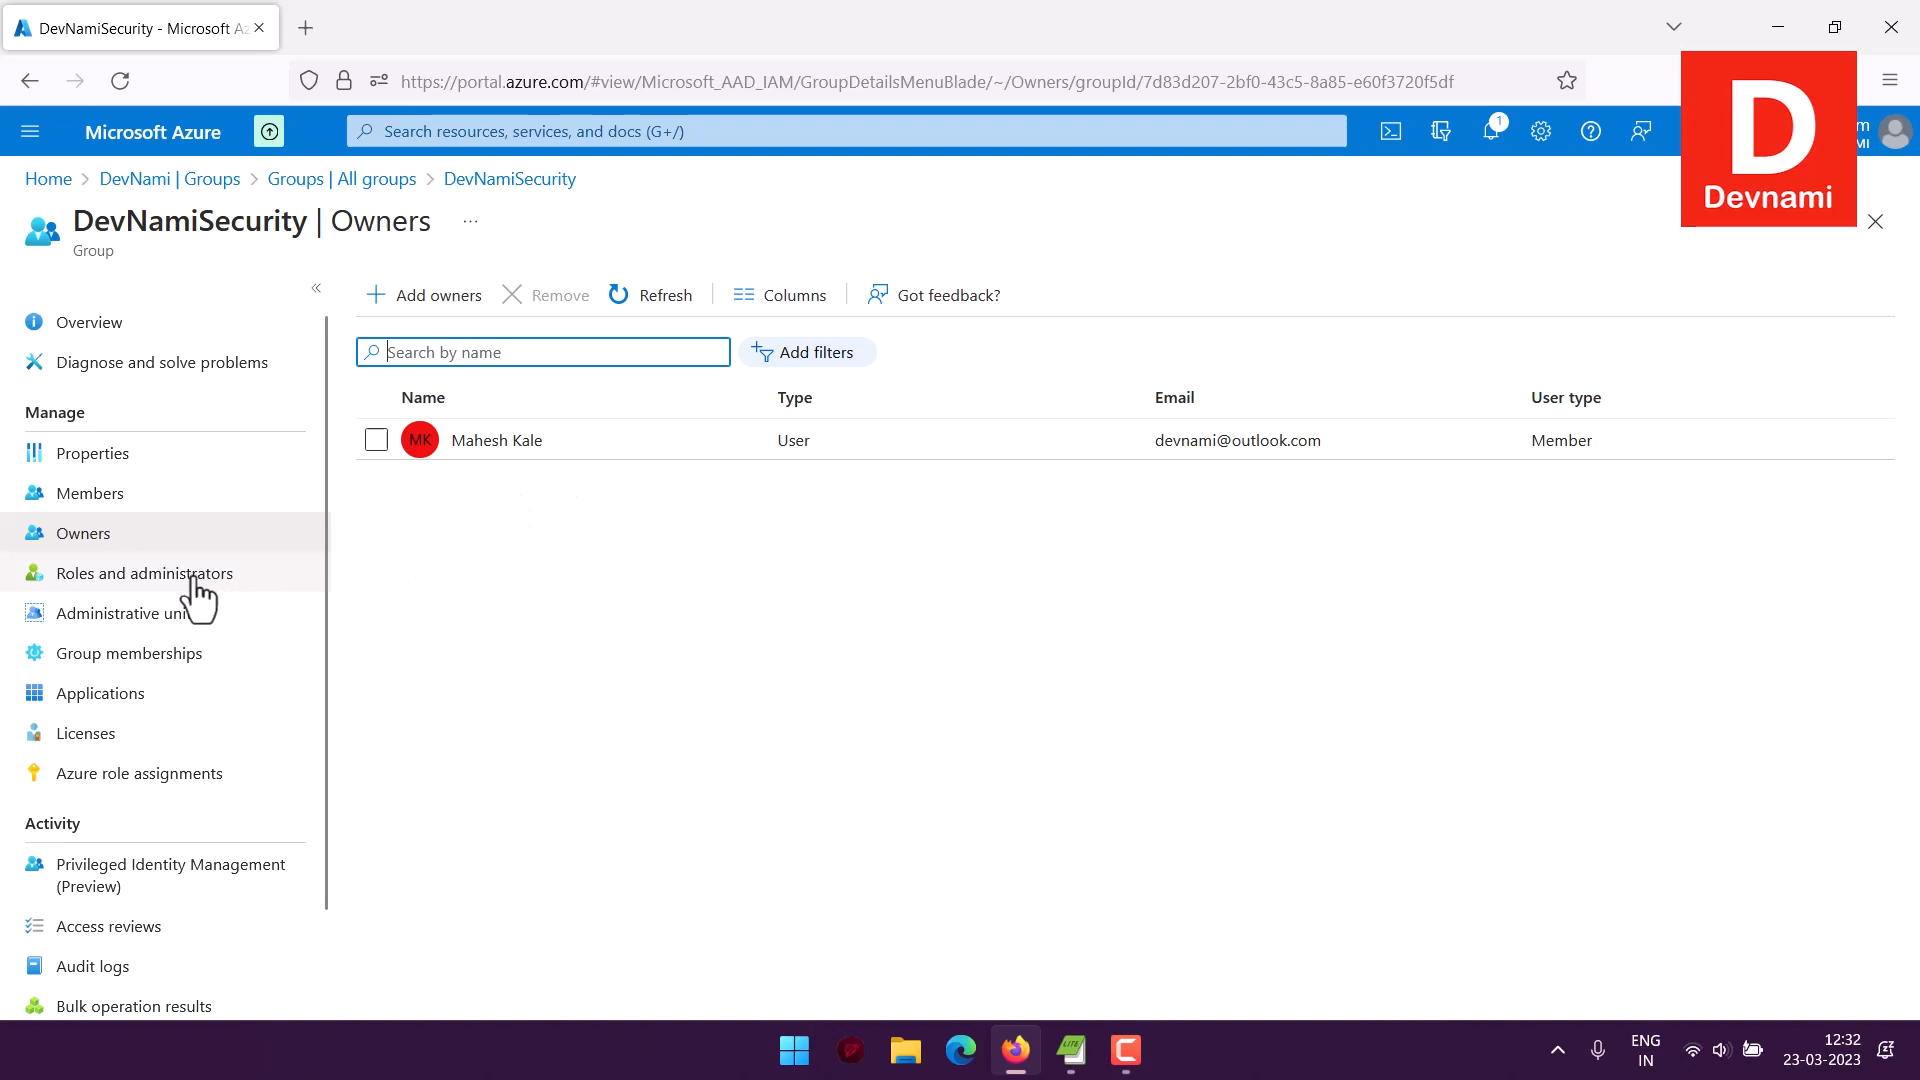 DevNamiSecurity - Microsoft Az
https://portal.azure.com/#view/Microsoft_AAD_IAM/GroupDetailsMenuBlade/~/Owners/groupId/7d83d207-2bf0-43c5-8a85-e60f3720f5df
Microsoft Azure
Search resources, services, and docs (G+/)
1
m
MI
D
Devnami
Home > DevNami | Groups > Groups | All groups > DevNamiSecurity
DevNamiSecurity | Owners ...
Group
Add owners Remove Refresh Columns Got feedback?
Search by name
Add filters
Name Type Email User type
MK Mahesh Kale User devnami@outlook.com Member
Overview
Diagnose and solve problems
Manage
Properties
Members
Owners
Roles and administrators
Administrative uni
Group memberships
Applications
Licenses
Azure role assignments
Activity
Privileged Identity Management
(Preview)
Access reviews
Audit logs
Bulk operation results
LITE
ENG
IN
12:32
23-03-2023